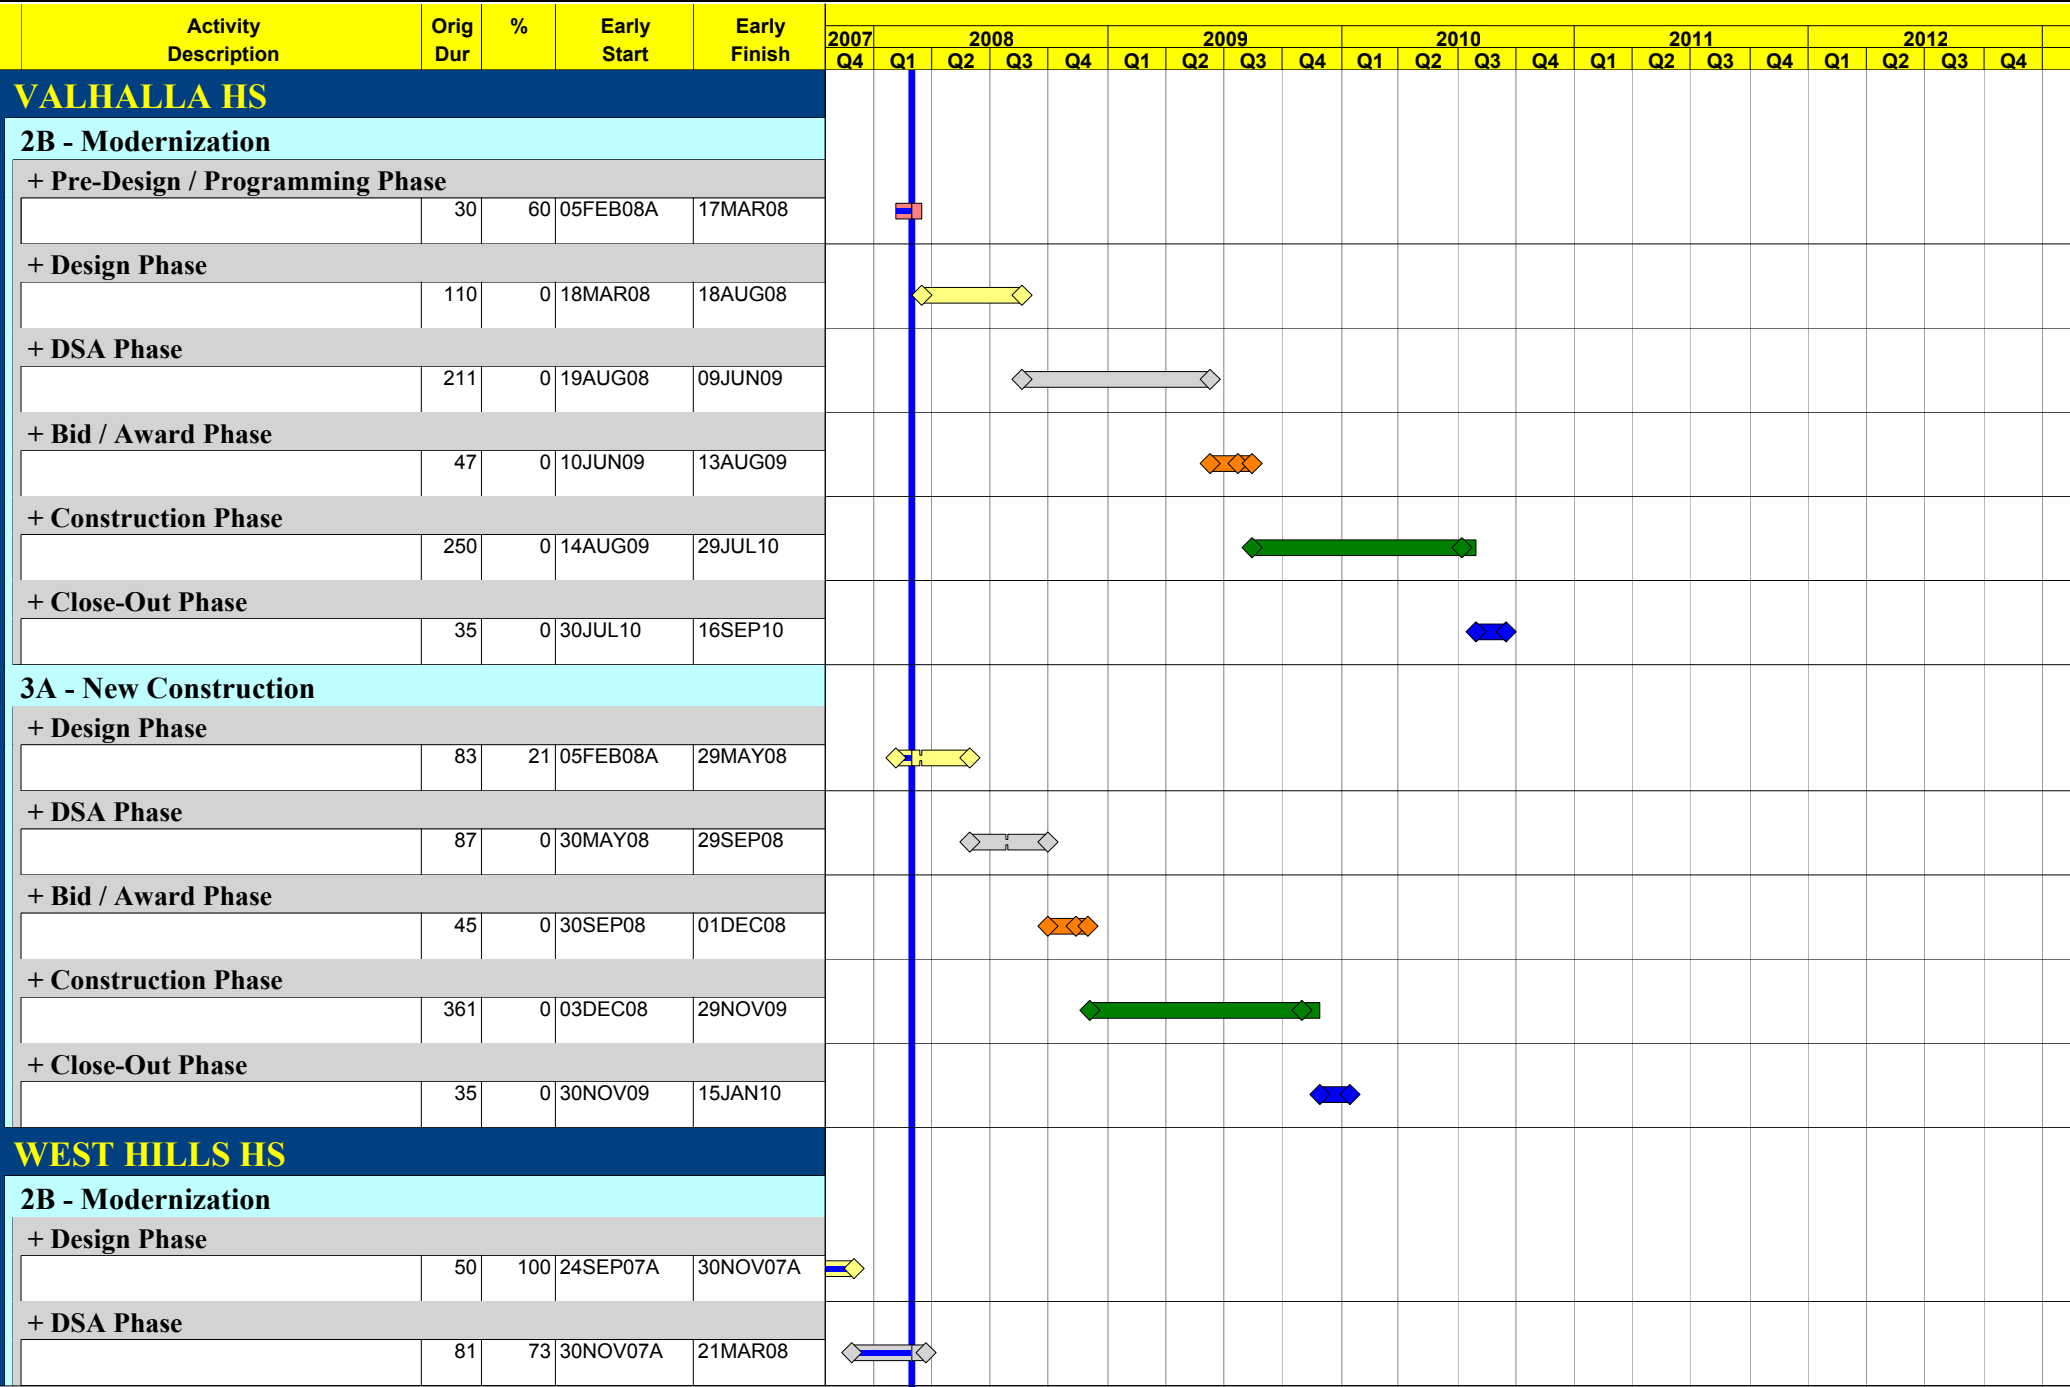 Activity Orig % Early Early
Description Dur Start Finish
2007 2008 2009 2010 2011 2012
Q4 Q1 Q2 Q3 Q4 Q1 Q2 Q3 Q4 Q1 Q2 Q3 Q4 Q1 Q2 Q3 Q4 Q1 Q2 Q3 Q4
VALHALLA HS
2B - Modernization
+ Pre-Design / Programming Phase
30 60 05FEB08A 17MAR08
+ Design Phase
110 0 18MAR08 18AUG08
+ DSA Phase
211 0 19AUG08 09JUN09
+ Bid / Award Phase
47 0 10JUN09 13AUG09
+ Construction Phase
250 0 14AUG09 29JUL10
+ Close-Out Phase
35 0 30JUL10 16SEP10
3A - New Construction
+ Design Phase
83 21 05FEB08A 29MAY08
+ DSA Phase
87 0 30MAY08 29SEP08
+ Bid / Award Phase
45 0 30SEP08 01DEC08
+ Construction Phase
361 0 03DEC08 29NOV09
+ Close-Out Phase
35 0 30NOV09 15JAN10
WEST HILLS HS
2B - Modernization
+ Design Phase
50 100 24SEP07A 30NOV07A
+ DSA Phase
81 73 30NOV07A 21MAR08